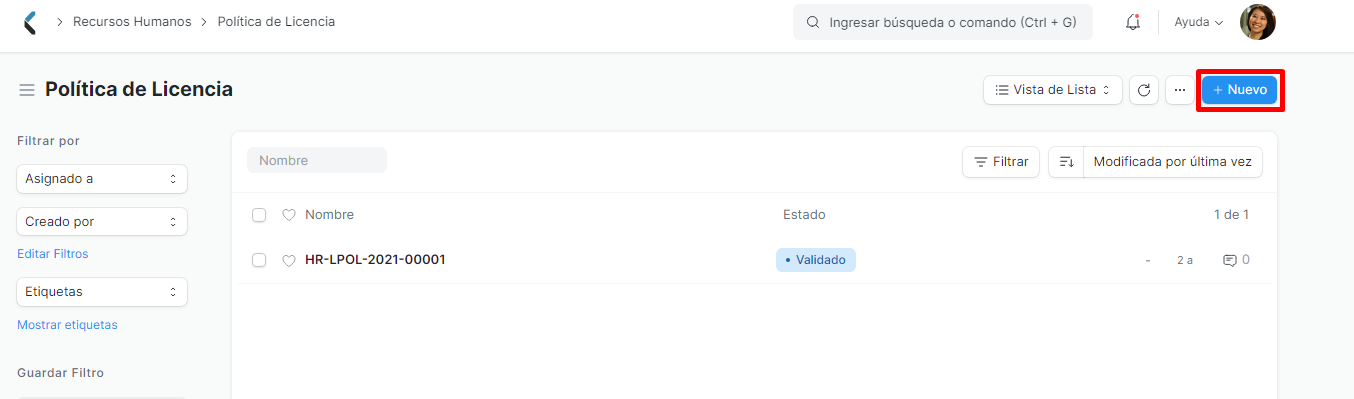 Recursos Humanos Política de Licencia
Ingresar búsqueda o comando (Ctrl + G)
Ayuda
Política de Licencia
Vista de Lista
+ Nuevo
Filtrar por
Asignado a
Creado por
Editar Filtros
Etiquetas
Mostrar etiquetas
Guardar Filtro
Nombre
Filtrar
Modificada por última vez
Nombre Estado 1 de 1
HR-LPOL-2021-00001 • Validado - 2 a 0